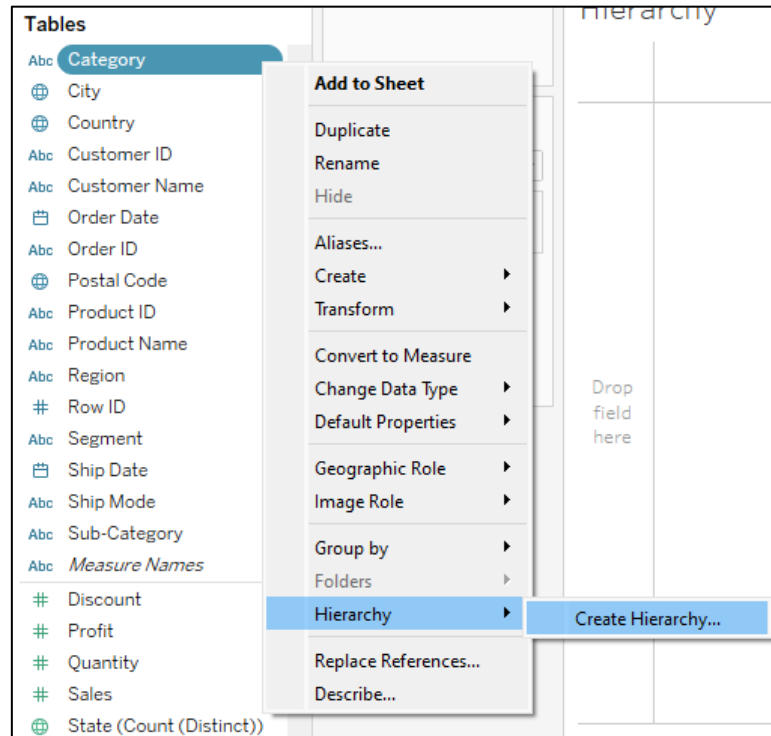 Tables
Abc Category
City
Country
Abc Customer ID
Abc Customer Name
Order Date
Abc Order ID
Postal Code
Abc Product ID
Abc Product Name
Abc Region
# Row ID
Abc Segment
Ship Date
Abc Ship Mode
Abc Sub-Category
Abc Measure Names
# Discount
# Profit
# Quantity
# Sales
State (Count (Distinct))
Add to Sheet
Duplicate
Rename
Hide
Aliases...
Create
Transform
Convert to Measure
Change Data Type
Default Properties
Geographic Role
Image Role
Group by
Folders
Hierarchy
Replace References...
Describe...
Create Hierarchy...
Hierarchy
Drop
field
here